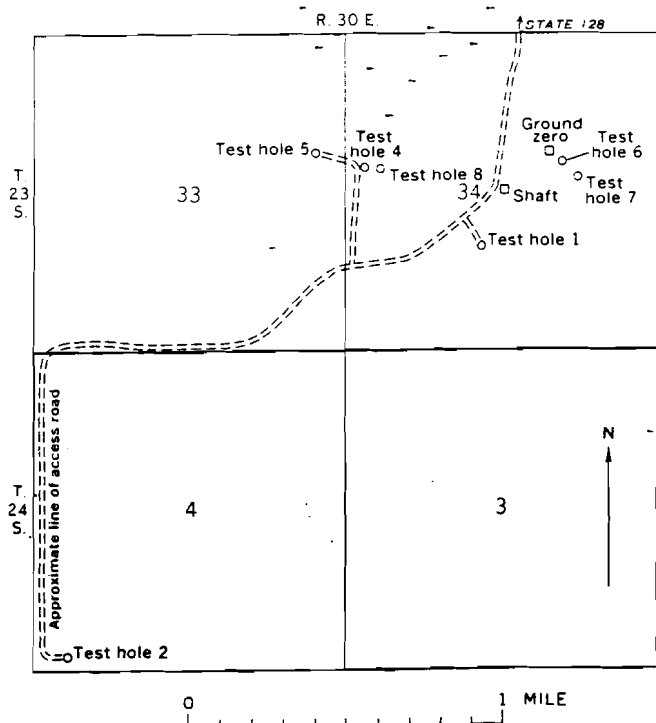 R. 30 E.
STATE 128
Ground
zero
Test
hole 6
Test hole 5
Test
hole 4
Test hole 8
T.
23
S.
33
34
Shaft
Test
hole 7
Test hole 1
Approximate line of access road
N
T.
24
S.
4
3
Test hole 2
0
1 MILE